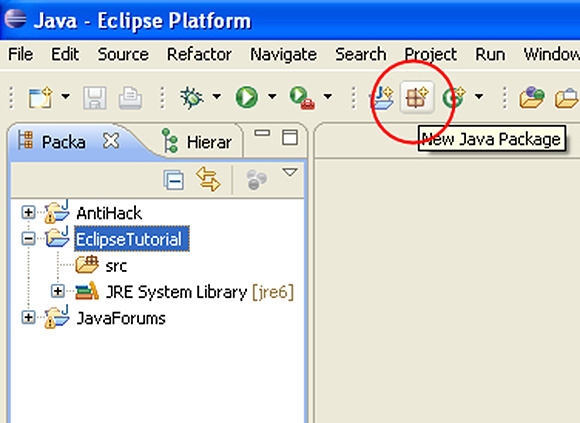 Java - Eclipse Platform
File Edit Source Refactor Navigate Search Project Run Window
New Java Package
Packa Hierar
AntiHack
EclipseTutorial
src
JRE System Library [jre6]
JavaForums